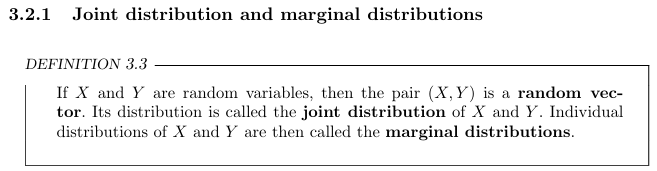 3.2.1 Joint distribution and marginal distributions
DEFINITION 3.3
If X and Y are random variables, then the pair (X, Y) is a random vec-
tor. Its distribution is called the joint distribution of X and Y. Individual
distributions of X and Y are then called the marginal distributions.